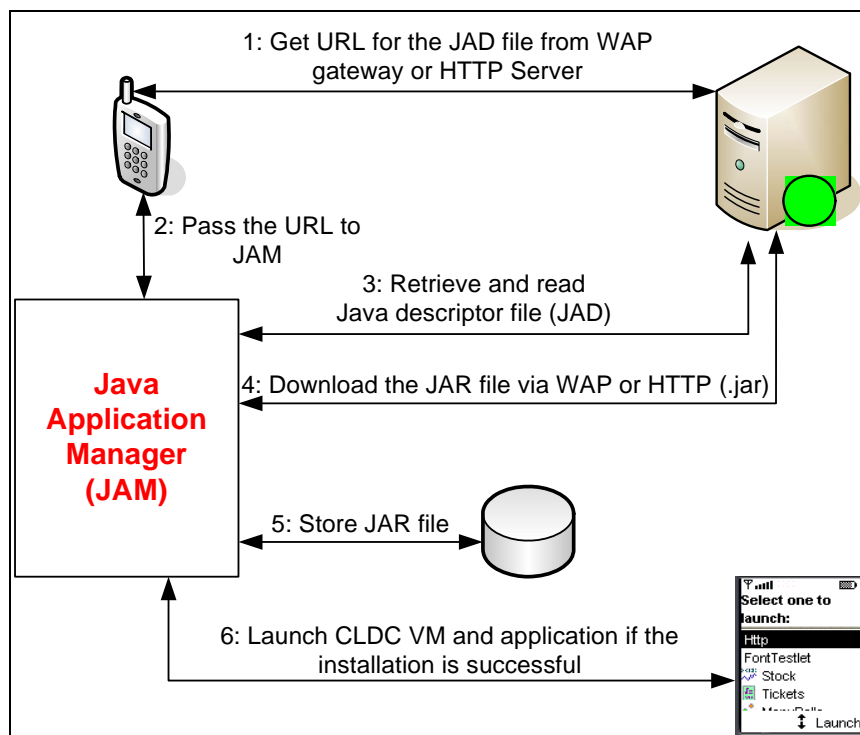 1: Get URL for the JAD file from WAP
gateway or HTTP Server
2: Pass the URL to
JAM
3: Retrieve and read
Java descriptor file (JAD)
4: Download the JAR file via WAP or HTTP (.jar)
Java
Application
Manager
(JAM)
5: Store JAR file
6: Launch CLDC VM and application if the
installation is successful
Select one to
launch:
Http
FontTestlet
Stock
Tickets
Launch